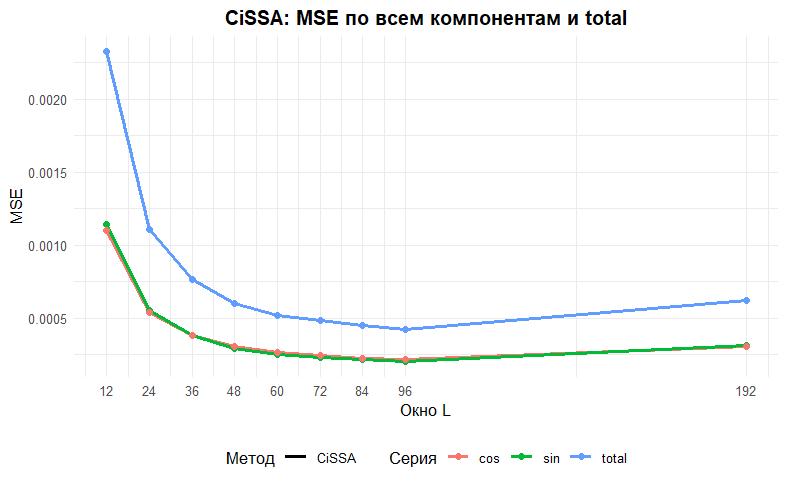 CiSSA: MSE по всем компонентам и total
MSE
0.0020
0.0015
0.0010
0.0005
12 24 36 48 60 72 84 96 192
Окно L
Метод CiSSA Серия cos sin total